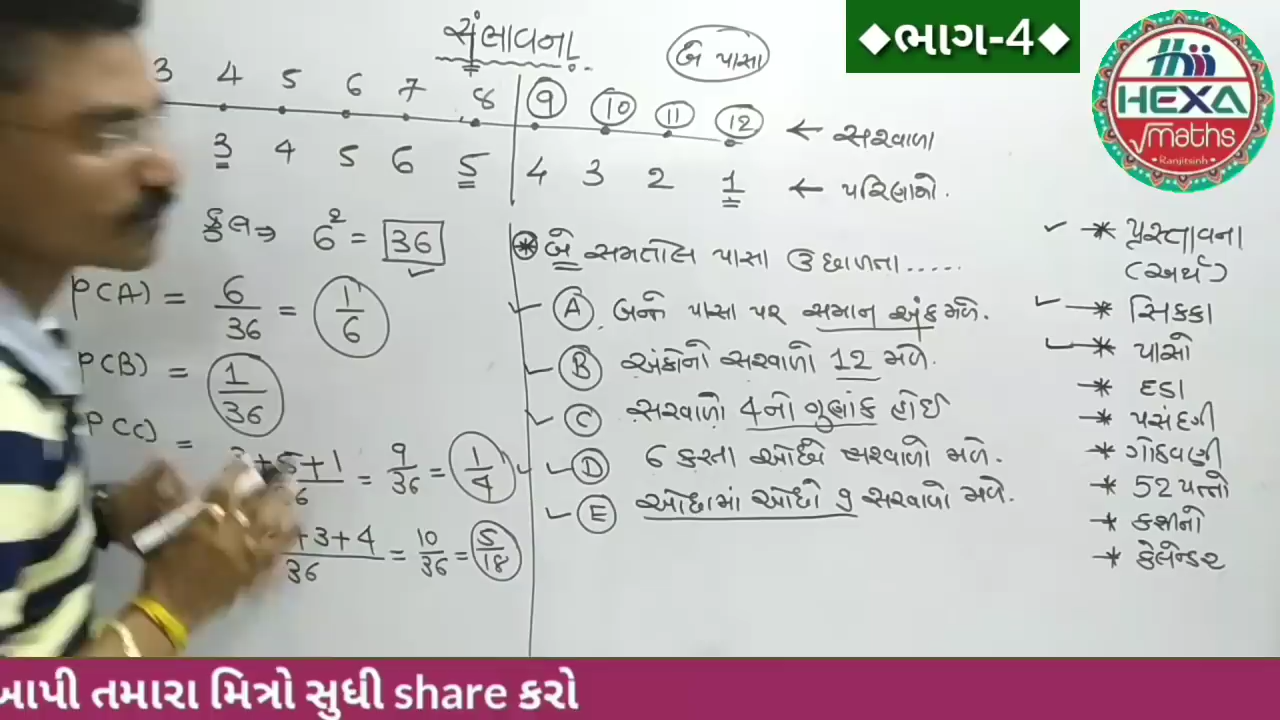 સંભાવના
બે પાસા
◆ભાગ-4◆
HEXA
maths
Ranjitsinh
3 4 5 6 7 8 9 10 11 12 ← સરવાળા
3 4 5 6 5 4 3 2 1 ← પરિણામો.
કુલ ⇒ 6² = 36
P(A) = 6/36 = 1/6
P(B) = 1/36
P(C) = 3+5+1/36 = 9/36 = 1/4
+3+4/36 = 10/36 = 5/18
* બે સમતોલ પાસા ઉછાળતા.....
A બન્ને પાસા પર સમાન અંક મળે.
B અંકોનો સરવાળો 12 મળે.
C સરવાળો 4નો ગુણાંક હોઈ
D 6 કરતા ઓછો સરવાળો મળે.
E ઓછામાં ઓછો 9 સરવાળો મળે.
* પ્રસ્તાવના
(અર્થ)
* સિક્કા
* પાસો
* દડા
* પસંદગી
* ગોઠવણી
* 52 પત્તો
* કેલેન્ડર
આપી તમારા મિત્રો સુધી share કરો